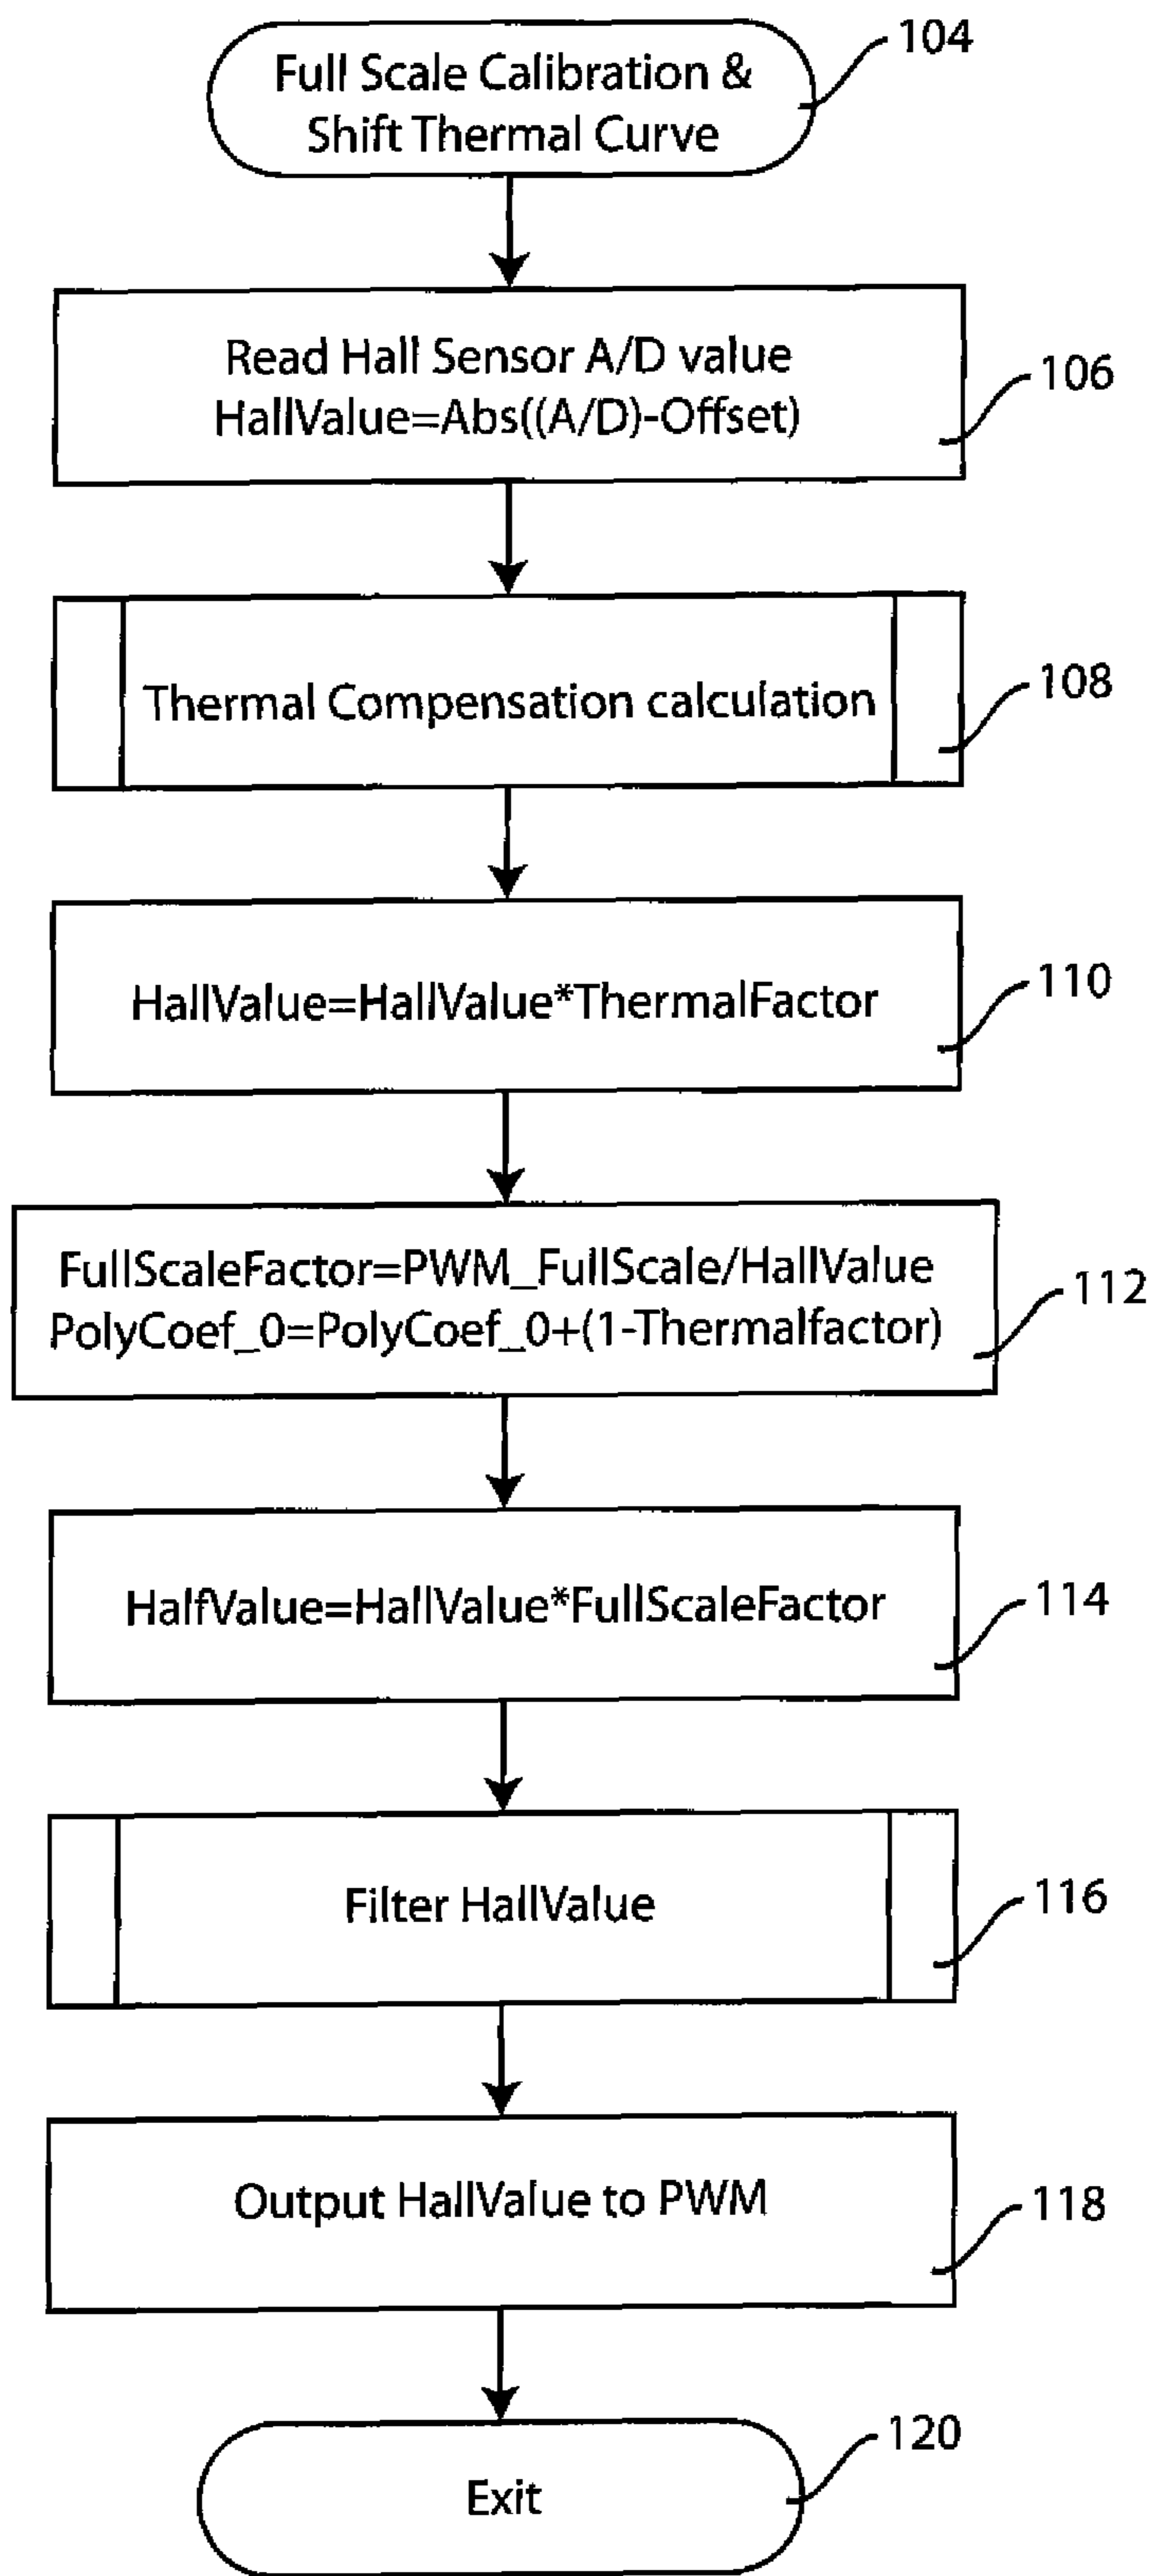 Full Scale Calibration &
Shift Thermal Curve
104
Read Hall Sensor A/D value
HallValue=Abs((A/D)-Offset)
106
Thermal Compensation calculation
108
HallValue=HallValue*ThermalFactor
110
FullScaleFactor=PWM_FullScale/HallValue
PolyCoef_0=PolyCoef_0+(1-Thermalfactor)
112
HalfValue=HallValue*FullScaleFactor
114
Filter HallValue
116
Output HallValue to PWM
118
Exit
120